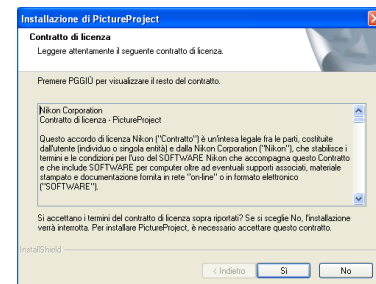 Installazione di PictureProject
Contratto di licenza
Leggere attentamente il seguente contratto di licenza.
Premere PGGIÙ per visualizzare il resto del contratto.
Nikon Corporation
Contratto di licenza - PictureProject
Questo accordo di licenza Nikon ("Contratto") è un'intesa legale fra le parti, costituite
dall'utente (individuo o singola entità) e dalla Nikon Corporation ("Nikon"), che stabilisce i
termini e le condizioni per l'uso del SOFTWARE Nikon che accompagna questo Contratto
e che include SOFTWARE per computer oltre ad eventuali supporti associati, materiale
stampato e documentazione fornita in rete "on-line" o in formato elettronico
("SOFTWARE").
Si accettano i termini del contratto di licenza sopra riportati? Se si sceglie No, l'installazione
verrà interrotta. Per installare PictureProject, è necessario accettare questo contratto.
InstallShield
< Indietro
Sì
No